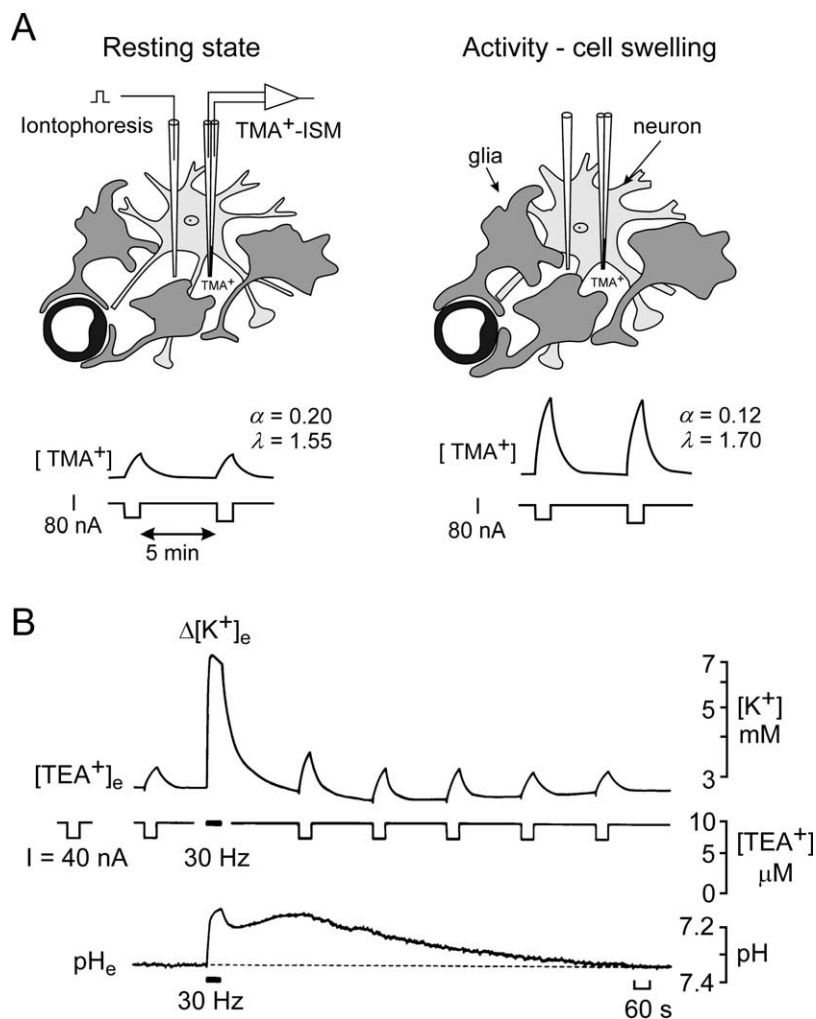 A
Resting state
Activity - cell swelling
Iontophoresis
TMA+-ISM
TMA+
glia
neuron
TMA+
[ TMA+]
α = 0.20
λ = 1.55
I
80 nA
5 min
[ TMA+]
α = 0.12
λ = 1.70
I
80 nA
B
Δ[K+]e
[TEA+]e
7
5
3
[K+]
mM
I = 40 nA
30 Hz
10
5
0
[TEA+]
μM
pHe
30 Hz
7.2
7.4
pH
60 s